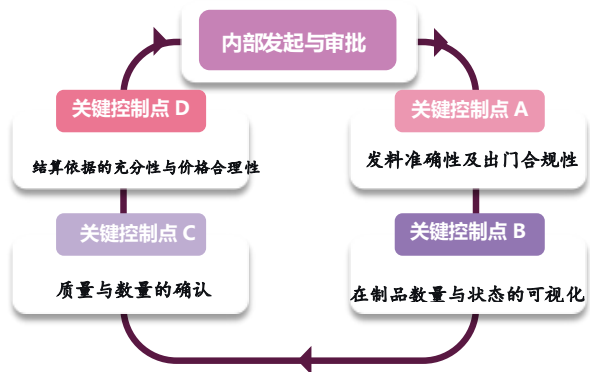 内部发起与审批
关键控制点 A
发料准确性及出门合规性
关键控制点 B
在制品数量与状态的可视化
关键控制点 C
质量与数量的确认
关键控制点 D
结算依据的充分性与价格合理性